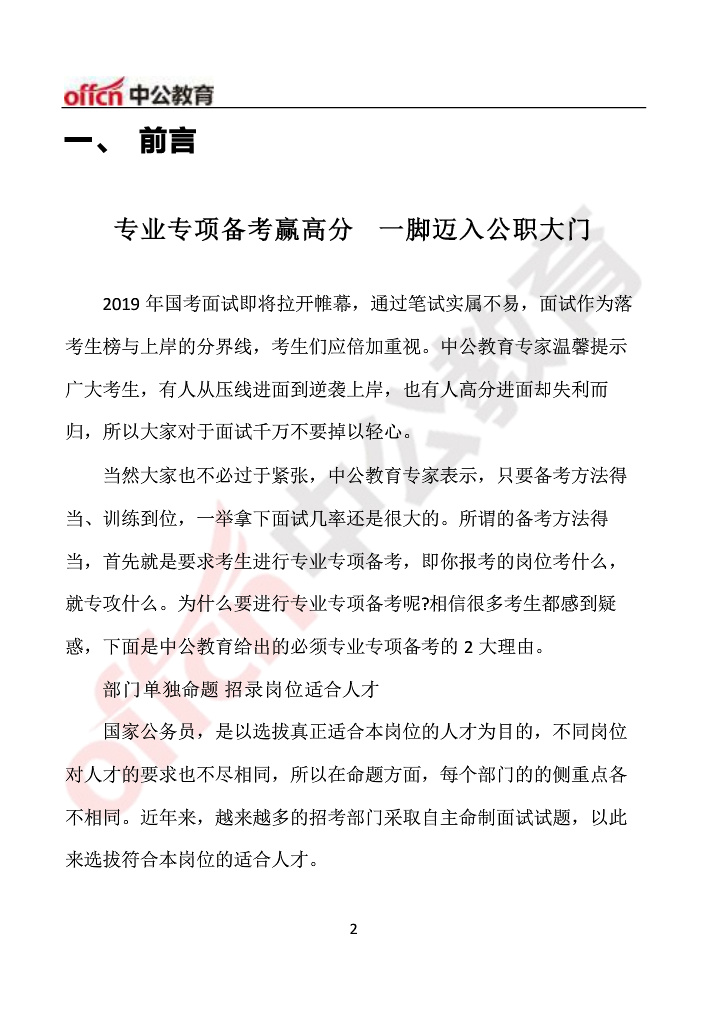 offcn 中公教育
一、 前言
专业专项备考赢高分 一脚迈入公职大门
2019 年国考面试即将拉开帷幕，通过笔试实属不易，面试作为落
考生榜与上岸的分界线，考生们应倍加重视。中公教育专家温馨提示
广大考生，有人从压线进面到逆袭上岸，也有人高分进面却失利而
归，所以大家对于面试千万不要掉以轻心。
当然大家也不必过于紧张，中公教育专家表示，只要备考方法得
当、训练到位，一举拿下面试几率还是很大的。所谓的备考方法得
当，首先就是要求考生进行专业专项备考，即你报考的岗位考什么，
就专攻什么。为什么要进行专业专项备考呢?相信很多考生都感到疑
惑，下面是中公教育给出的必须专业专项备考的 2 大理由。
部门单独命题 招录岗位适合人才
国家公务员，是以选拔真正适合本岗位的人才为目的，不同岗位
对人才的要求也不尽相同，所以在命题方面，每个部门的的侧重点各
不相同。近年来，越来越多的招考部门采取自主命制面试试题，以此
来选拔符合本岗位的适合人才。
offcn 中公教育
2